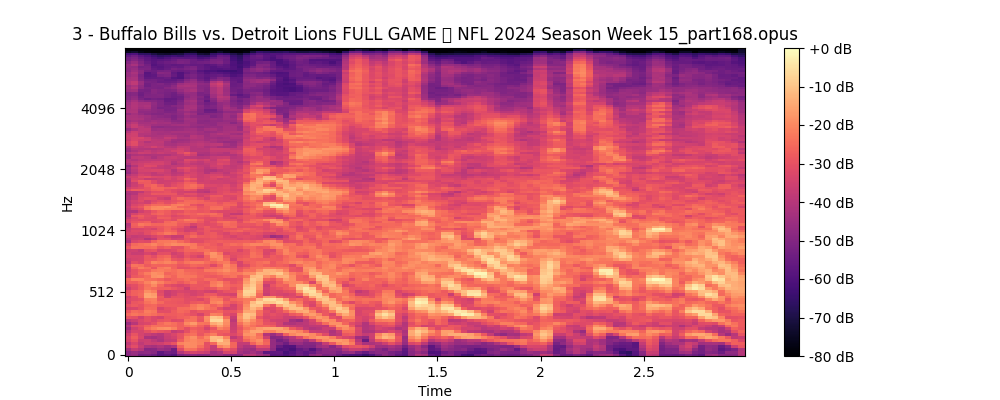 3 - Buffalo Bills vs. Detroit Lions FULL GAME ▯ NFL 2024 Season Week 15_part168.opus
+0 dB
-10 dB
-20 dB
-30 dB
-40 dB
-50 dB
-60 dB
-70 dB
-80 dB
4096
2048
1024
512
0
Hz
0
0.5
1
1.5
2
2.5
Time